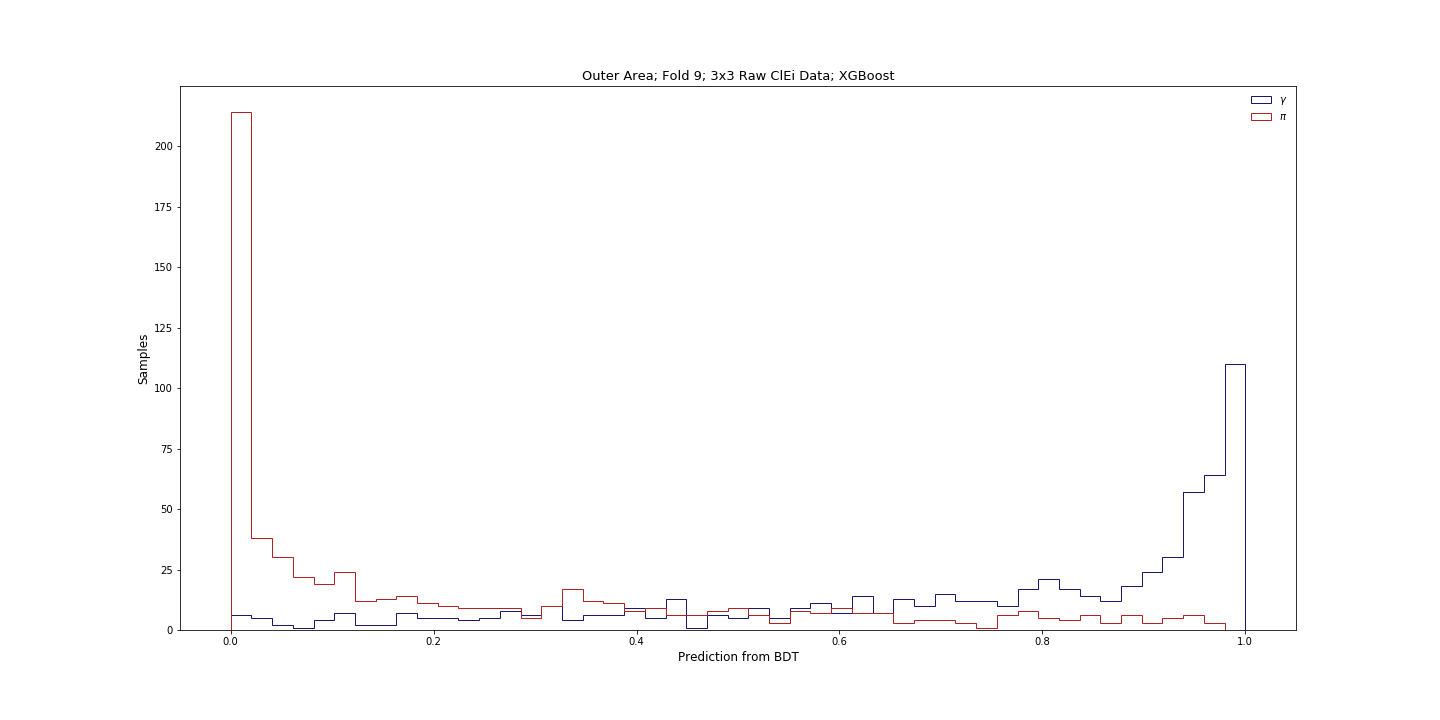 Outer Area; Fold 9; 3x3 Raw ClEi Data; XGBoost
γ
π
200
175
150
125
100
75
50
25
0
Samples
0.0 0.2 0.4 0.6 0.8 1.0
Prediction from BDT